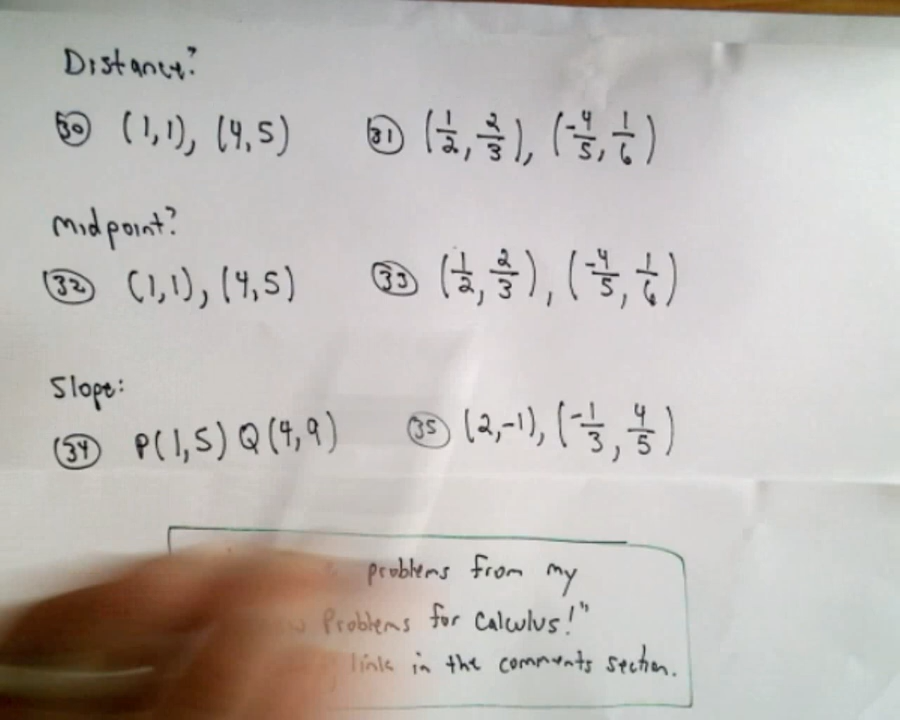 Distance?
30 (1,1), (4,5) 31 (1/2, 2/3), (-4/5, 1/6)
Midpoint?
32 (1,1), (4,5) 33 (1/2, 2/3), (-4/5, 1/6)
Slope:
34 P(1,5) Q(4,9) 35 (2,-1), (-1/3, 4/5)
problems from my
Problems for Calculus!"
link in the comments section.